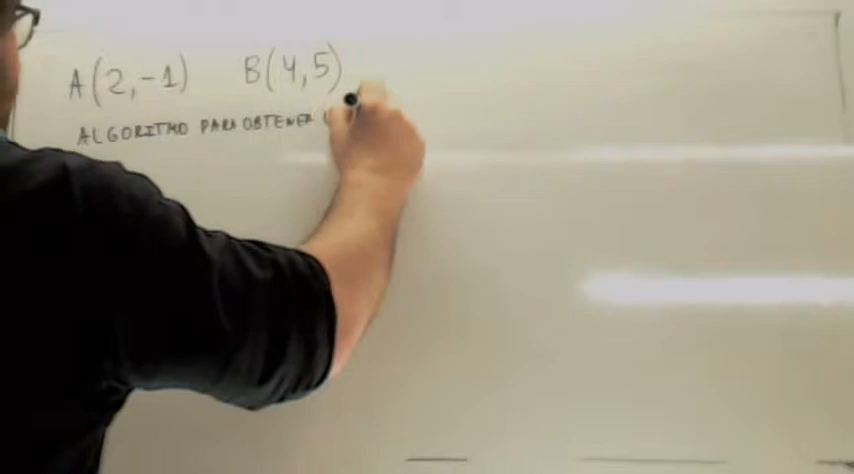 A(2,-1) B(4,5)
ALGORITMO PARA OBTENER